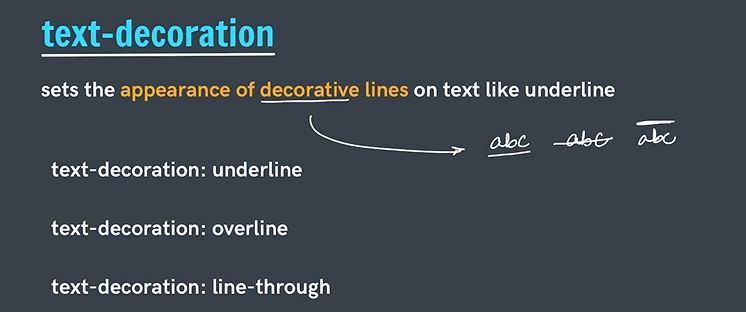 text-decoration
sets the appearance of decorative lines on text like underline
abc abc abc
text-decoration: underline
text-decoration: overline
text-decoration: line-through